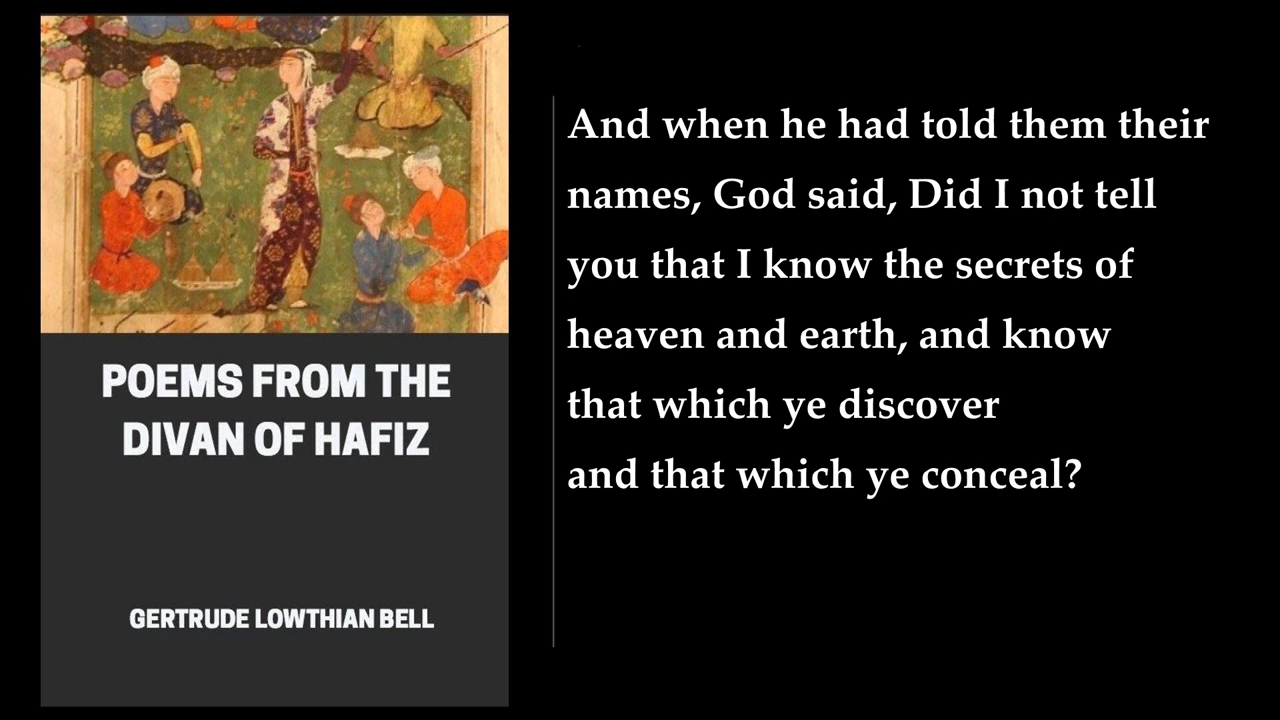 POEMS FROM THE
DIVAN OF HAFIZ
GERTRUDE LOWTHIAN BELL
And when he had told them their
names, God said, Did I not tell
you that I know the secrets of
heaven and earth, and know
that which ye discover
and that which ye conceal?